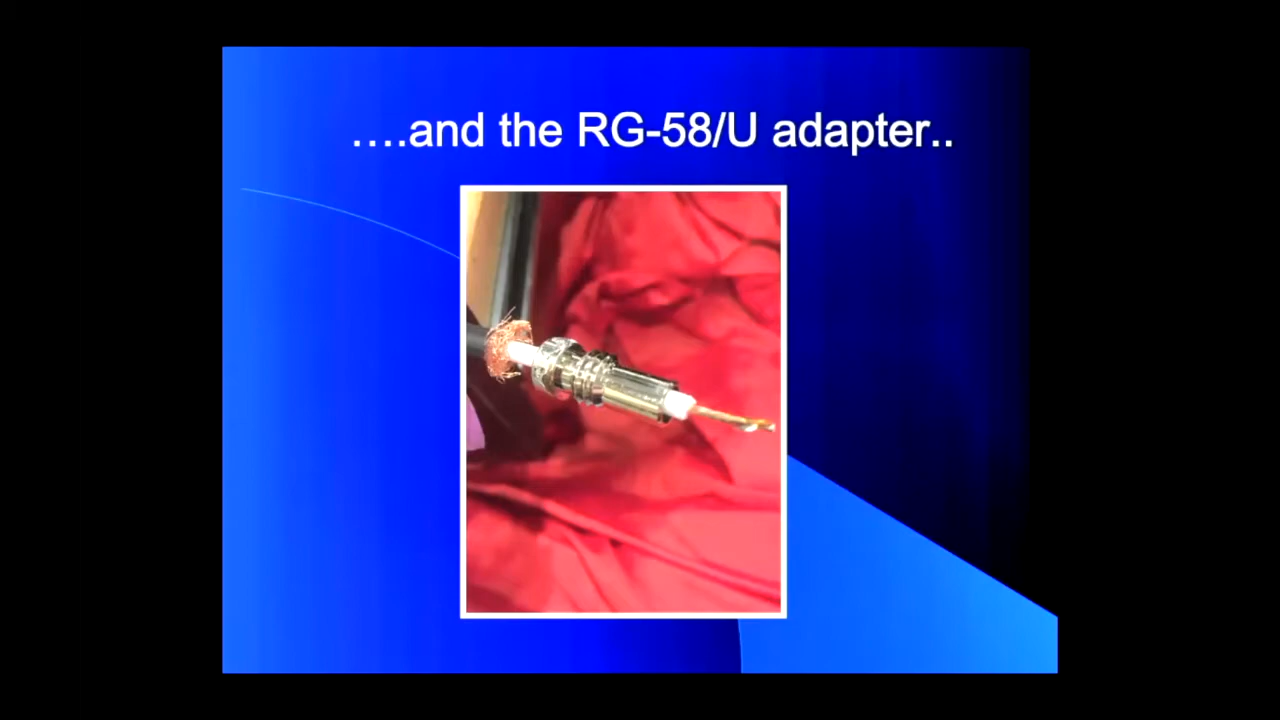 ….and the RG-58/U adapter..